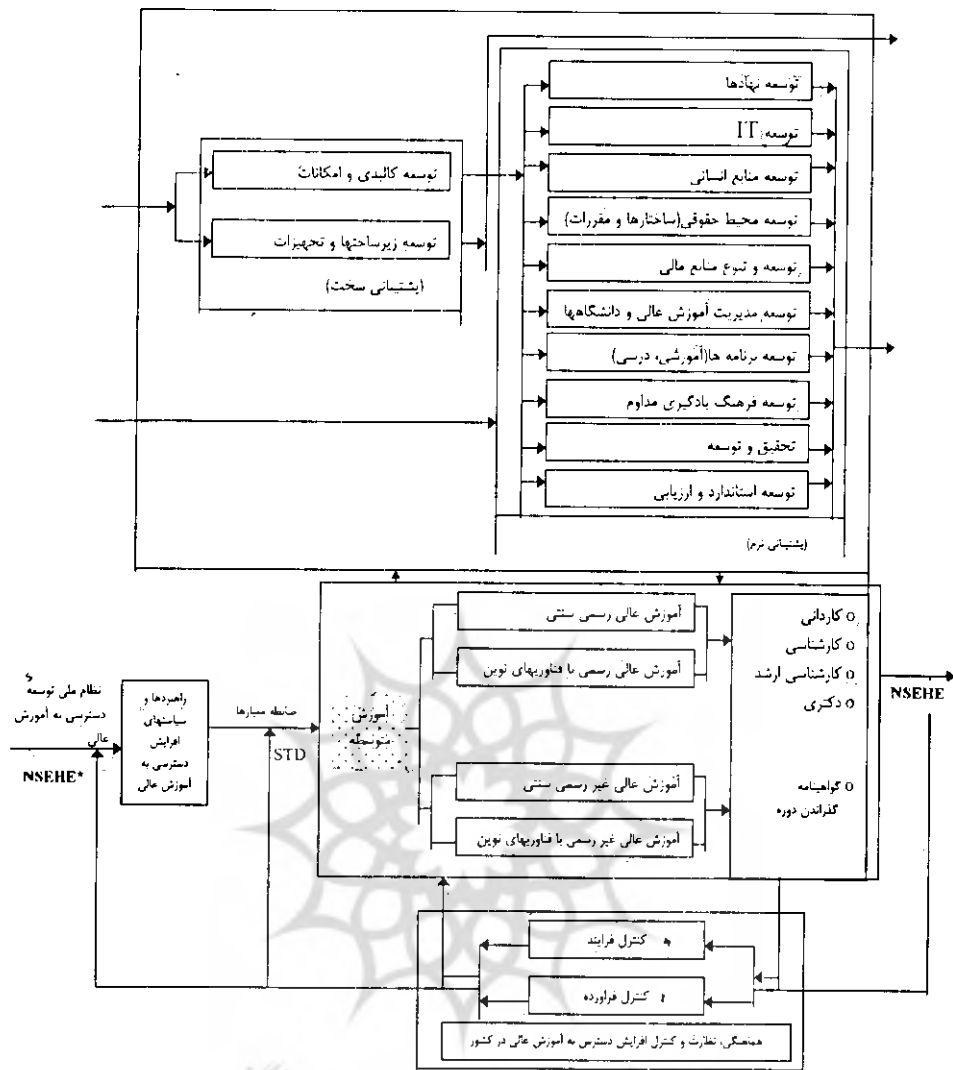 توسعه نهادها
توسعه IT
توسعه منابع انسانی
توسعه محیط حقوقی(ساختارها و مقررات)
توسعه و تنوع منابع مالی
توسعه مدیریت آموزش عالی و دانشگاهها
توسعه برنامه ها(آموزشی، درسی)
توسعه فرهنگ یادگیری مداوم
تحقیق و توسعه
توسعه استاندارد و ارزیابی
(پشتیبانی نرم)
توسعه کالبدی و امکانات
توسعه زیرساختها و تجهیزات
(پشتیبانی سخت)
نظام ملی توسعه
دسترسی به آموزش
عالی
NSEHE*
راهبردها و
سیاستهای
افزایش
دسترسی به
آموزش عالی
ضابطه معیارها
STD
آموزش
متوسطه
آموزش عالی رسمی سنتی
آموزش عالی رسمی با فناوریهای نوین
آموزش عالی غیر رسمی سنتی
آموزش عالی غیر رسمی با فناوریهای نوین
o کاردانی
o کارشناسی
o کارشناسی ارشد
o دکتری
o گواهینامه
گذراندن دوره
NSEHE
کنترل فرایند
کنترل فراورده
هماهنگی، نظارت و کنترل افزایش دسترس به آموزش عالی در کشور